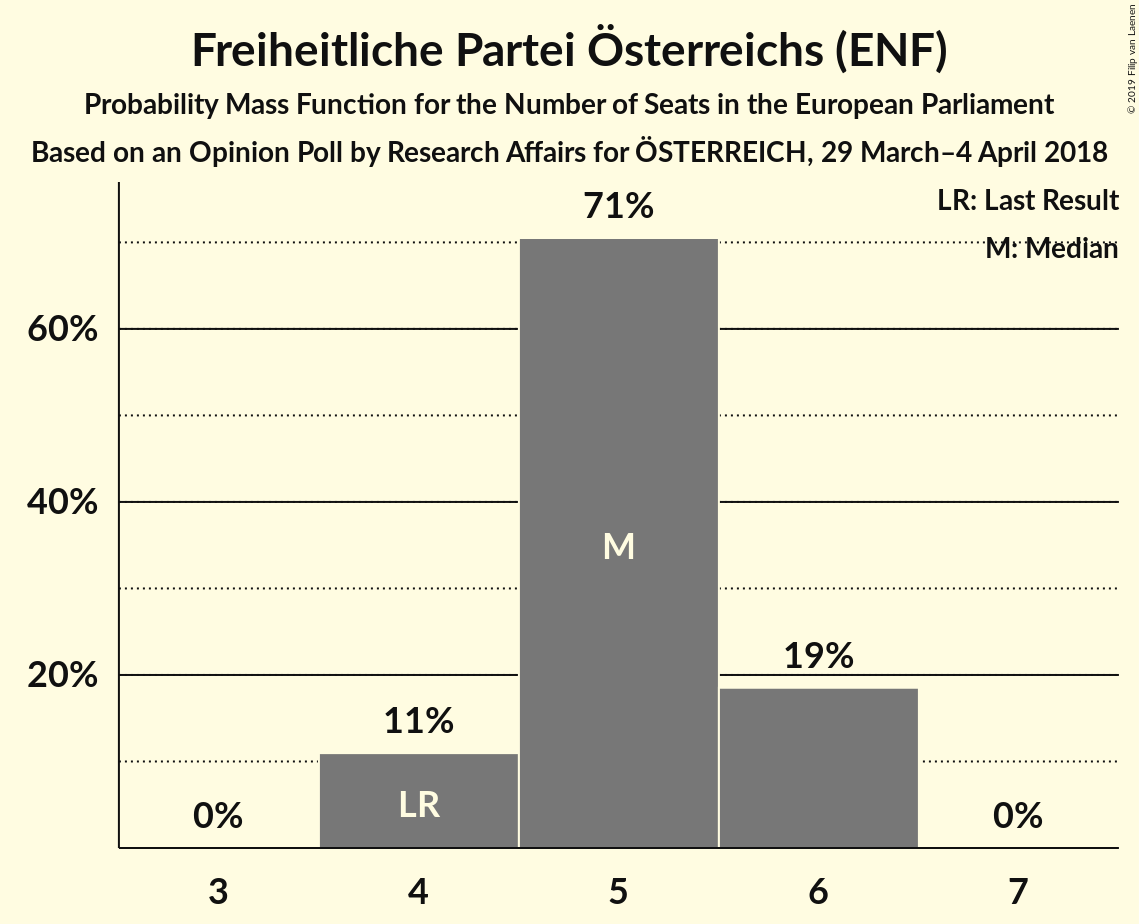 Freiheitliche Partei Österreichs (ENF)
Probability Mass Function for the Number of Seats in the European Parliament
Based on an Opinion Poll by Research Affairs for ÖSTERREICH, 29 March–4 April 2018
© 2019 Filip van Laenen
LR: Last Result
M: Median
71%
60%
40%
M
20%
19%
11%
LR
0%
0%
3
4
5
6
7